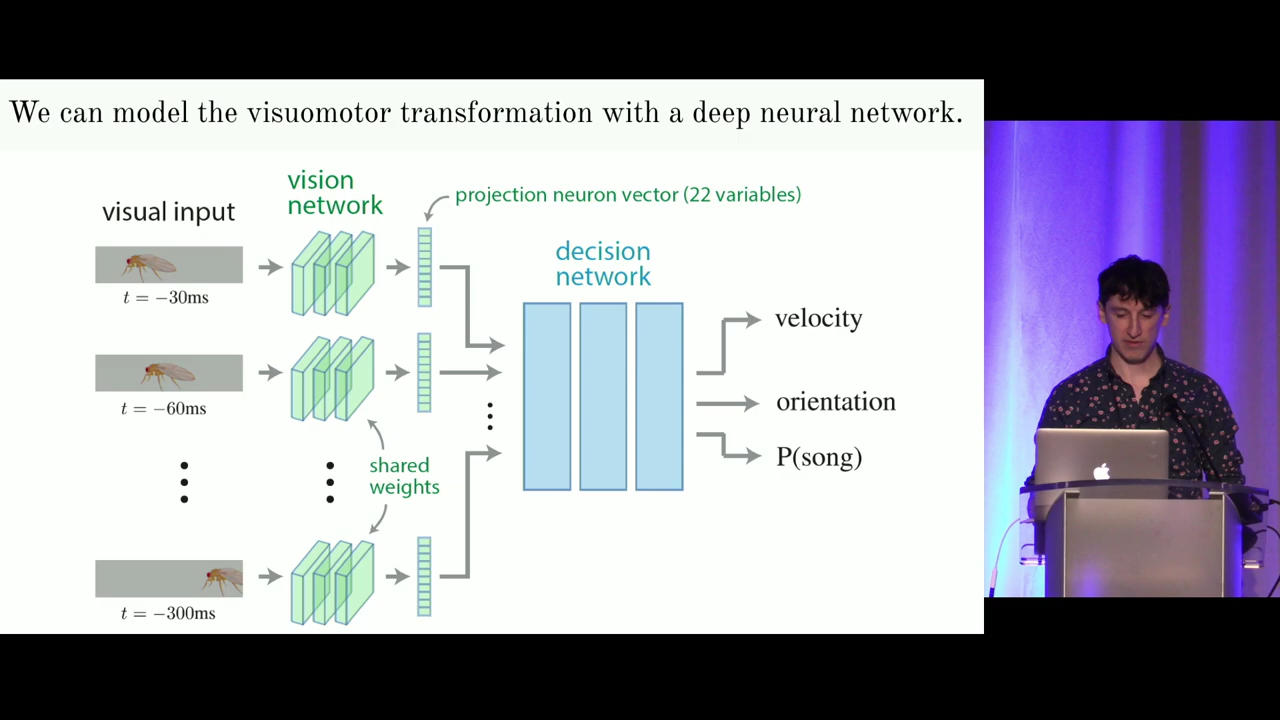 We can model the visuomotor transformation with a deep neural network.
visual input
vision
network
projection neuron vector (22 variables)
decision
network
t = −30ms
t = −60ms
shared
weights
t = −300ms
velocity
orientation
P(song)